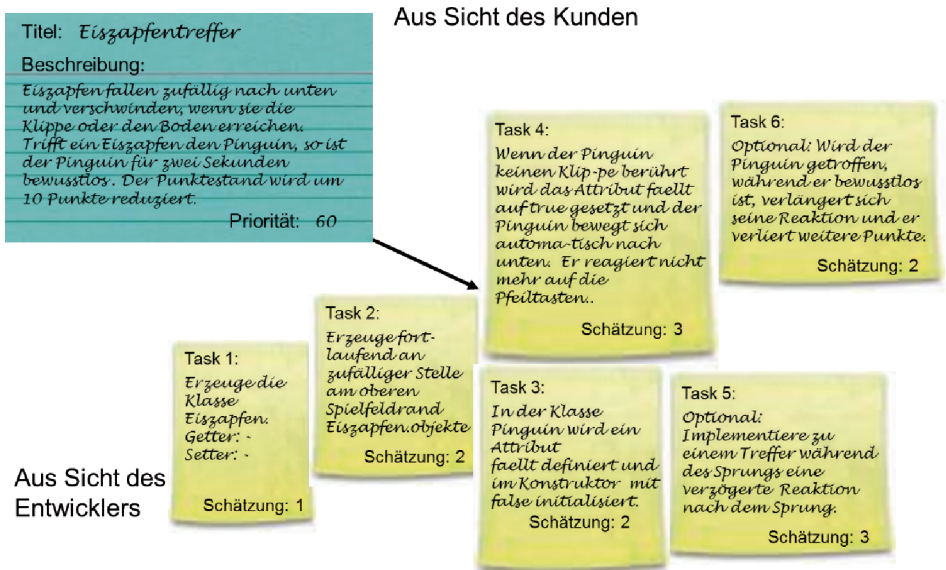 Aus Sicht des Kunden
Titel: Eiszapfentreffer
Beschreibung:
Eiszapfen fallen zufällig nach unten
und verschwinden, wenn sie die
Klippe oder den Boden erreichen.
Trifft ein Eiszapfen den Pinguin, so ist
der Pinguin für zwei Sekunden
bewusstlos. Der Punktestand wird um
10 Punkte reduziert.
Priorität: 60
Task 1:
Erzeuge die
Klasse
Eiszapfen.
Getter: -
Setter: -
Schätzung: 1
Task 2:
Erzeuge fort-
laufend an
zufälliger Stelle
am oberen
Spielfeldrand
Eiszapfen.objekte
Schätzung: 2
Task 4:
Wenn der Pinguin
keinen Klip-pe berührt
wird das Attribut faellt
auf true gesetzt und der
Pinguin bewegt sich
automa-tisch nach
unten. Er reagiert nicht
mehr auf die
Pfeiltasten..
Schätzung: 3
Task 3:
In der Klasse
Pinguin wird ein
Attribut
faellt definiert und
im Konstruktor mit
false initialisiert.
Schätzung: 2
Task 6:
Optional: Wird der
Pinguin getroffen,
während er bewusstlos
ist, verlängert sich
seine Reaktion und er
verliert weitere Punkte.
Schätzung: 2
Task 5:
Optional:
Implementiere zu
einem Treffer während
des Sprungs eine
verzögerte Reaktion
nach dem Sprung.
Schätzung: 3
Aus Sicht des
Entwicklers